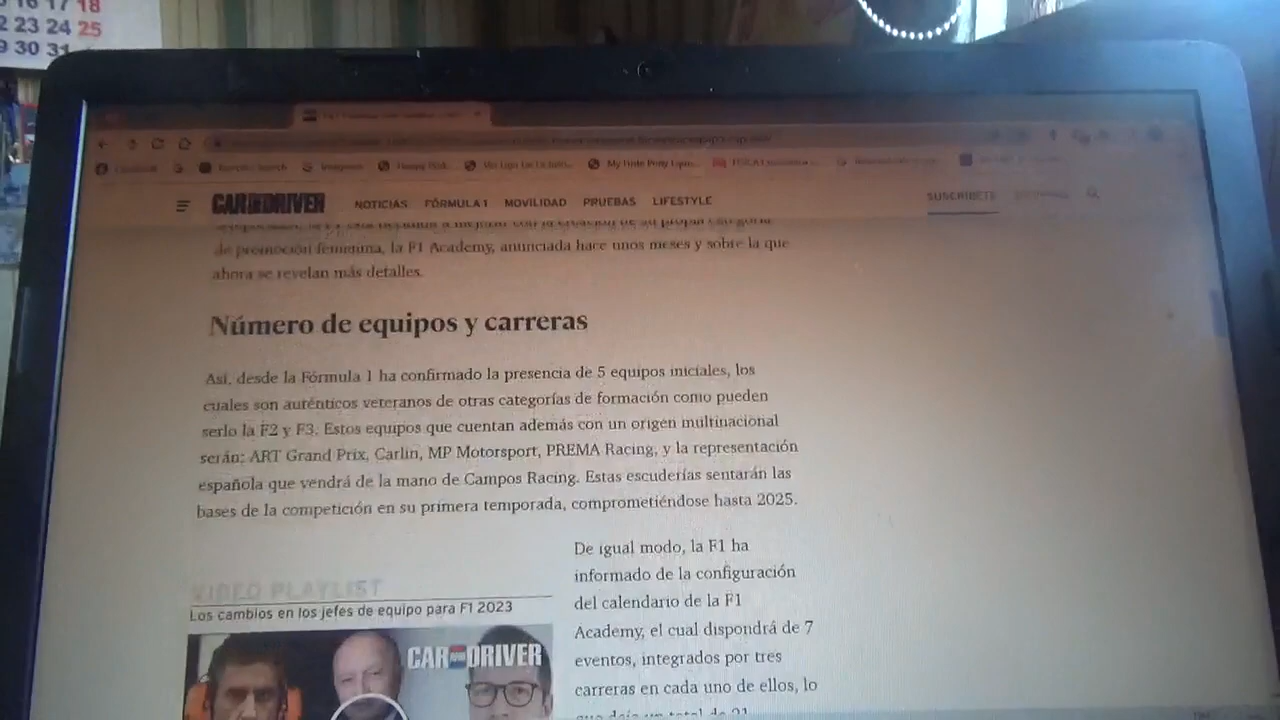 16 17 18
2 23 24 25
9 30 31
Facebook
CAR AND DRIVER
NOTICIAS FÓRMULA 1 MOVILIDAD PRUEBAS LIFESTYLE
SUSCRÍBETE
de promoción femenina, la F1 Academy, anunciada hace unos meses y sobre la que
ahora se revelan más detalles.
Número de equipos y carreras
Así, desde la Fórmula 1 ha confirmado la presencia de 5 equipos iniciales, los
cuales son auténticos veteranos de otras categorías de formación como pueden
serlo la F2 y F3. Estos equipos que cuentan además con un origen multinacional
serán: ART Grand Prix, Carlin, MP Motorsport, PREMA Racing, y la representación
española que vendrá de la mano de Campos Racing. Estas escuderías sentarán las
bases de la competición en su primera temporada, comprometiéndose hasta 2025.
VIDEO PLAYLIST
Los cambios en los jefes de equipo para F1 2023
CAR AND DRIVER
De igual modo, la F1 ha
informado de la configuración
del calendario de la F1
Academy, el cual dispondrá de 7
eventos, integrados por tres
carreras en cada uno de ellos, lo